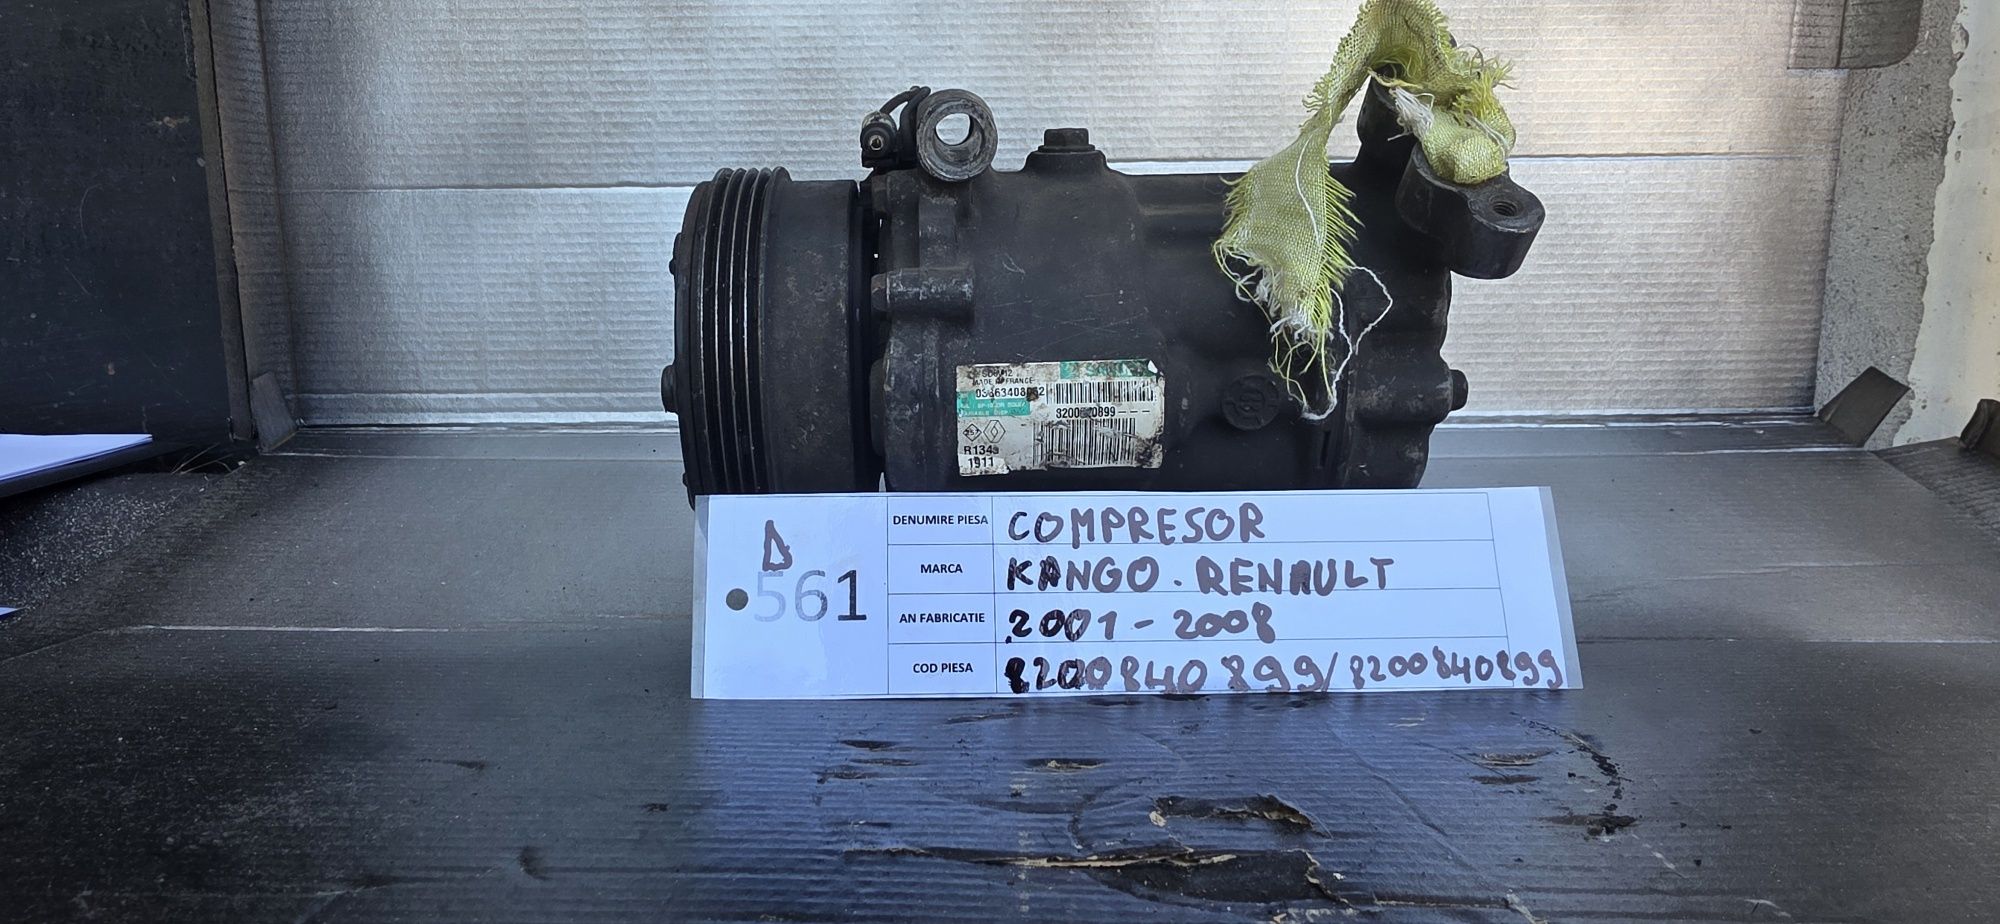 MADE IN FRANCE
R134a
1911
D
561
DENUMIRE PIESA COMPRESOR
MARCA KANGO. RENAULT
AN FABRICATIE 2001 - 2008
COD PIESA 8200840899/8200840899